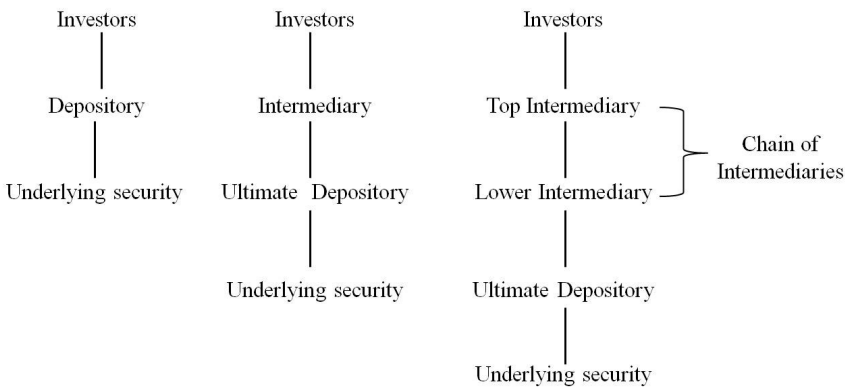 Investors
Depository
Underlying security
Investors
Intermediary
Ultimate Depository
Underlying security
Investors
Top Intermediary
Lower Intermediary
Ultimate Depository
Underlying security
Chain of
Intermediaries